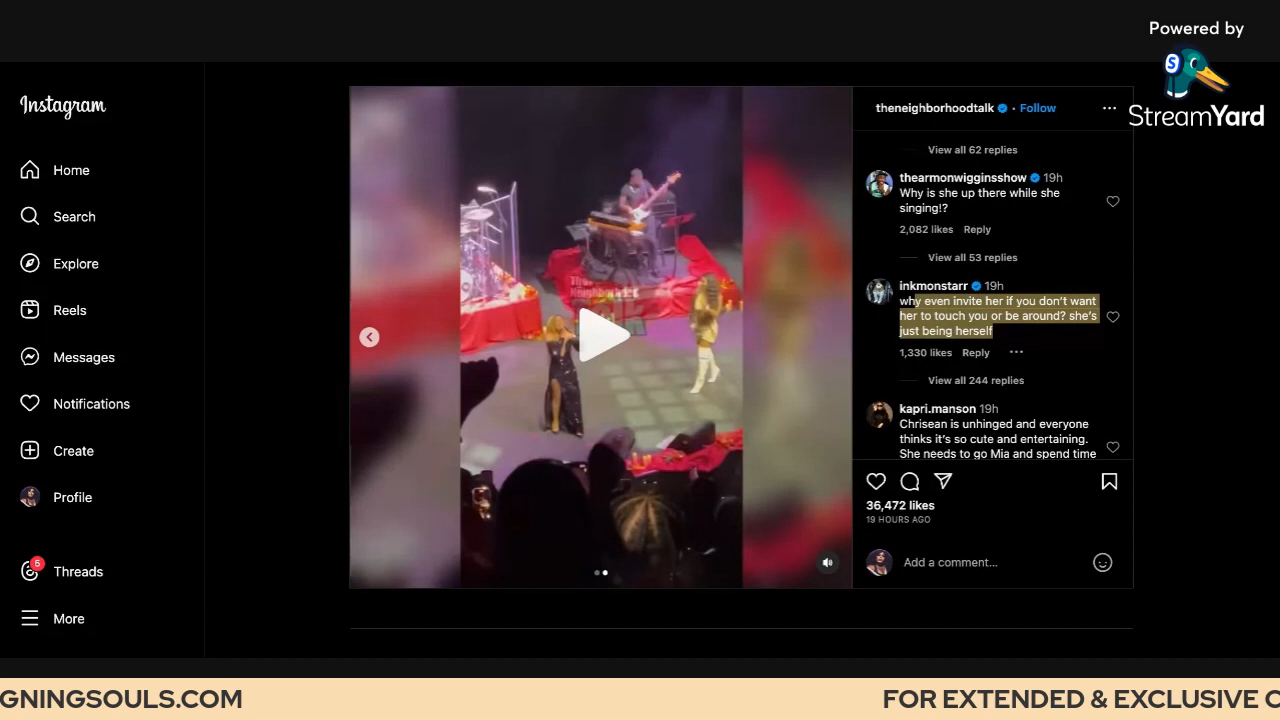 Powered by
StreamYard
Instagram
Home
Search
Explore
Reels
Messages
Notifications
Create
Profile
6
Threads
More
The
Neighborhood
theneighborhoodtalk · Follow
View all 62 replies
thearmonwigginsshow 19h
Why is she up there while she
singing!?
2,082 likes Reply
View all 53 replies
inkmonstarr 19h
why even invite her if you don't want
her to touch you or be around? she's
just being herself
1,330 likes Reply
View all 244 replies
kapri.manson 19h
Chrisean is unhinged and everyone
thinks it's so cute and entertaining.
She needs to go Mia and spend time
36,472 likes
19 HOURS AGO
Add a comment...
GNINGSOULS.COM
FOR EXTENDED & EXCLUSIVE C